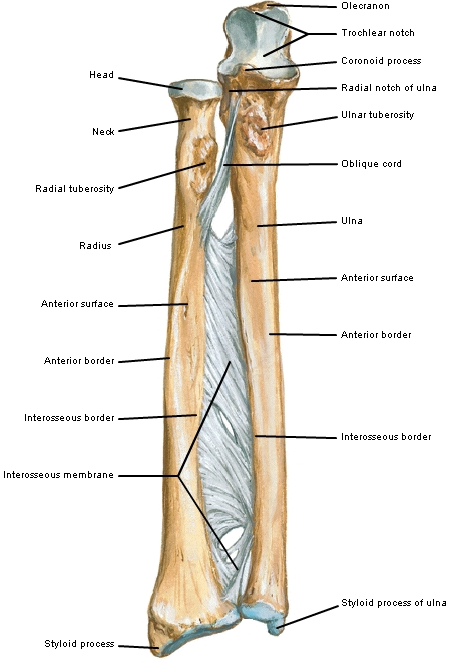 Olecranon
Trochlear notch
Coronoid process
Head
Radial notch of ulna
Ulnar tuberosity
Neck
Oblique cord
Radial tuberosity
Ulna
Radius
Anterior surface
Anterior surface
Anterior border
Anterior border
Interosseous border
Interosseous border
Interosseous membrane
Styloid process of ulna
Styloid process